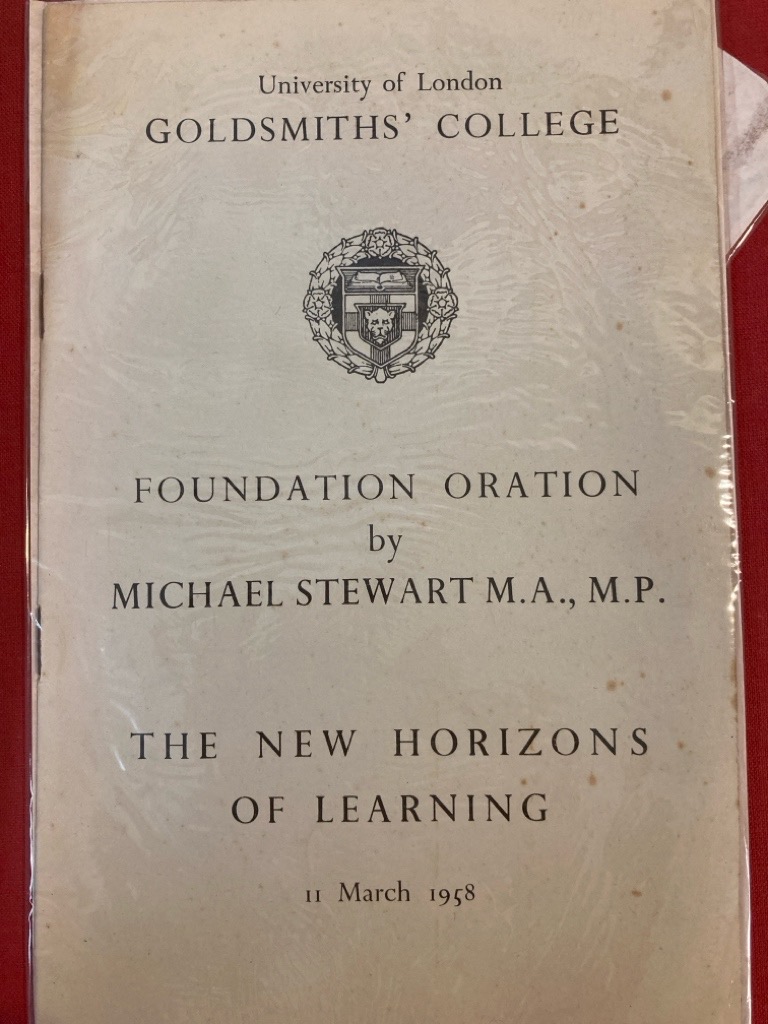 University of London
GOLDSMITHS’ COLLEGE
FOUNDATION ORATION
by
MICHAEL STEWART M.A., M.P.
THE NEW HORIZONS
OF LEARNING
11 March 1958